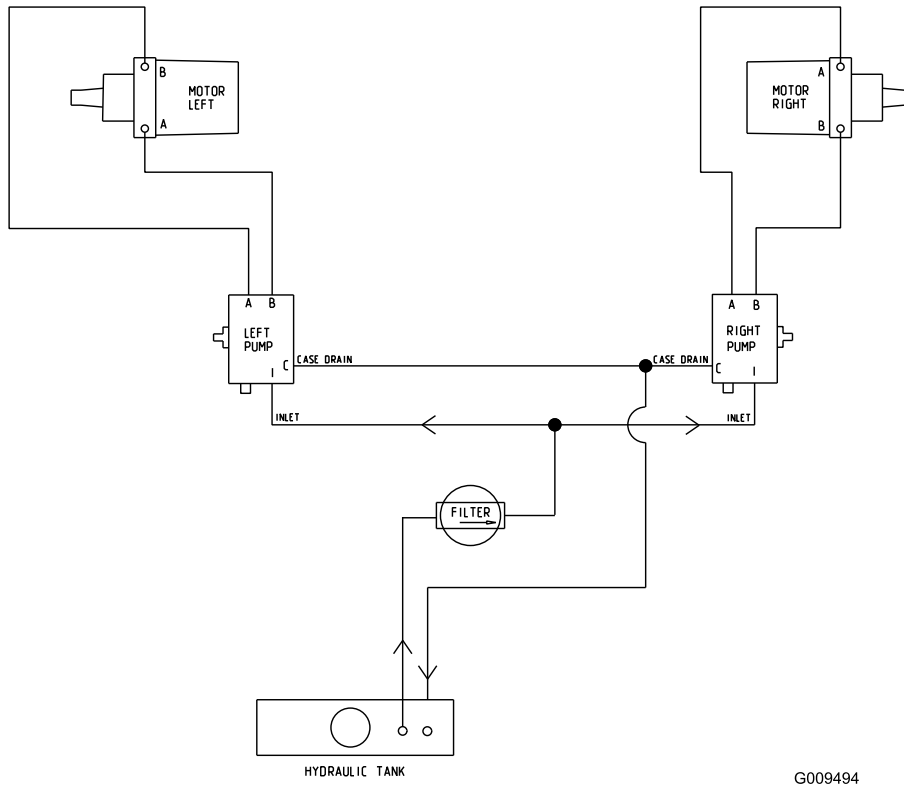 B
MOTOR
LEFT
A
A
MOTOR
RIGHT
B
A B
LEFT
PUMP
C
I
CASE DRAIN
INLET
A B
RIGHT
PUMP
CASE DRAIN
C
I
INLET
FILTER
HYDRAULIC TANK
G009494